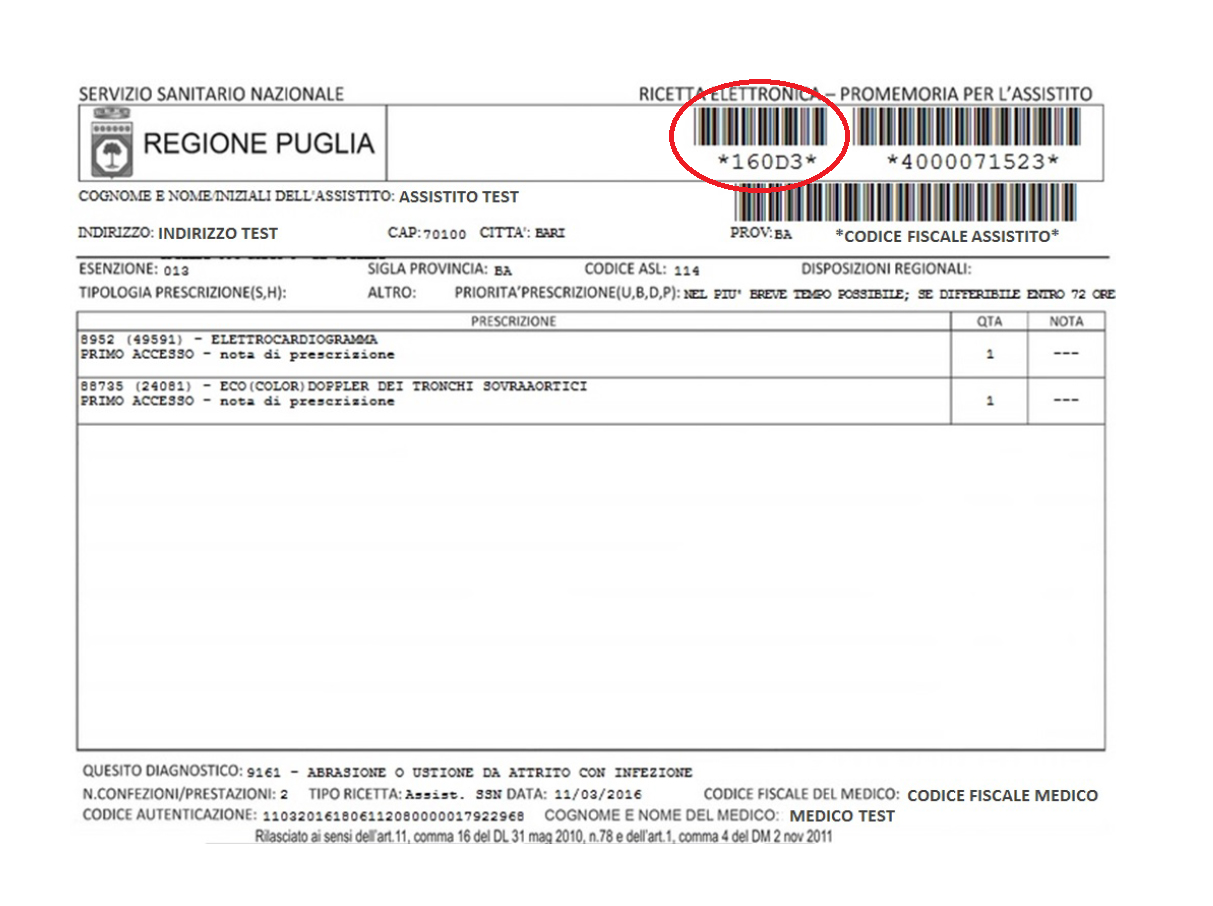 SERVIZIO SANITARIO NAZIONALE RICETTA ELETTRONICA – PROMEMORIA PER L'ASSISTITO
REGIONE PUGLIA
*160D3* *4000071523*
COGNOME E NOME/INIZIALI DELL'ASSISTITO: ASSISTITO TEST
INDIRIZZO: INDIRIZZO TEST CAP:70100 CITTA': BARI PROV:BA *CODICE FISCALE ASSISTITO*
ESENZIONE: 013 SIGLA PROVINCIA: BA CODICE ASL: 114 DISPOSIZIONI REGIONALI:
TIPOLOGIA PRESCRIZIONE(S,H): ALTRO: PRIORITA'PRESCRIZIONE(U,B,D,P): NEL PIU' BREVE TEMPO POSSIBILE; SE DIFFERIBILE ENTRO 72 ORE
PRESCRIZIONE QTA NOTA
8952 (49591) - ELETTROCARDIOGRAMMA
PRIMO ACCESSO - nota di prescrizione 1 ---
88735 (24081) - ECO(COLOR)DOPPLER DEI TRONCHI SOVRAAORTICI
PRIMO ACCESSO - nota di prescrizione 1 ---
QUESITO DIAGNOSTICO: 9161 - ABRASIONE O USTIONE DA ATTRITO CON INFEZIONE
N.CONFEZIONI/PRESTAZIONI: 2 TIPO RICETTA: Assist. SSN DATA: 11/03/2016 CODICE FISCALE DEL MEDICO: CODICE FISCALE MEDICO
CODICE AUTENTICAZIONE: 110320161806112080000017922968 COGNOME E NOME DEL MEDICO: MEDICO TEST
Rilasciato ai sensi dell'art.11, comma 16 del DL 31 mag 2010, n.78 e dell'art.1, comma 4 del DM 2 nov 2011